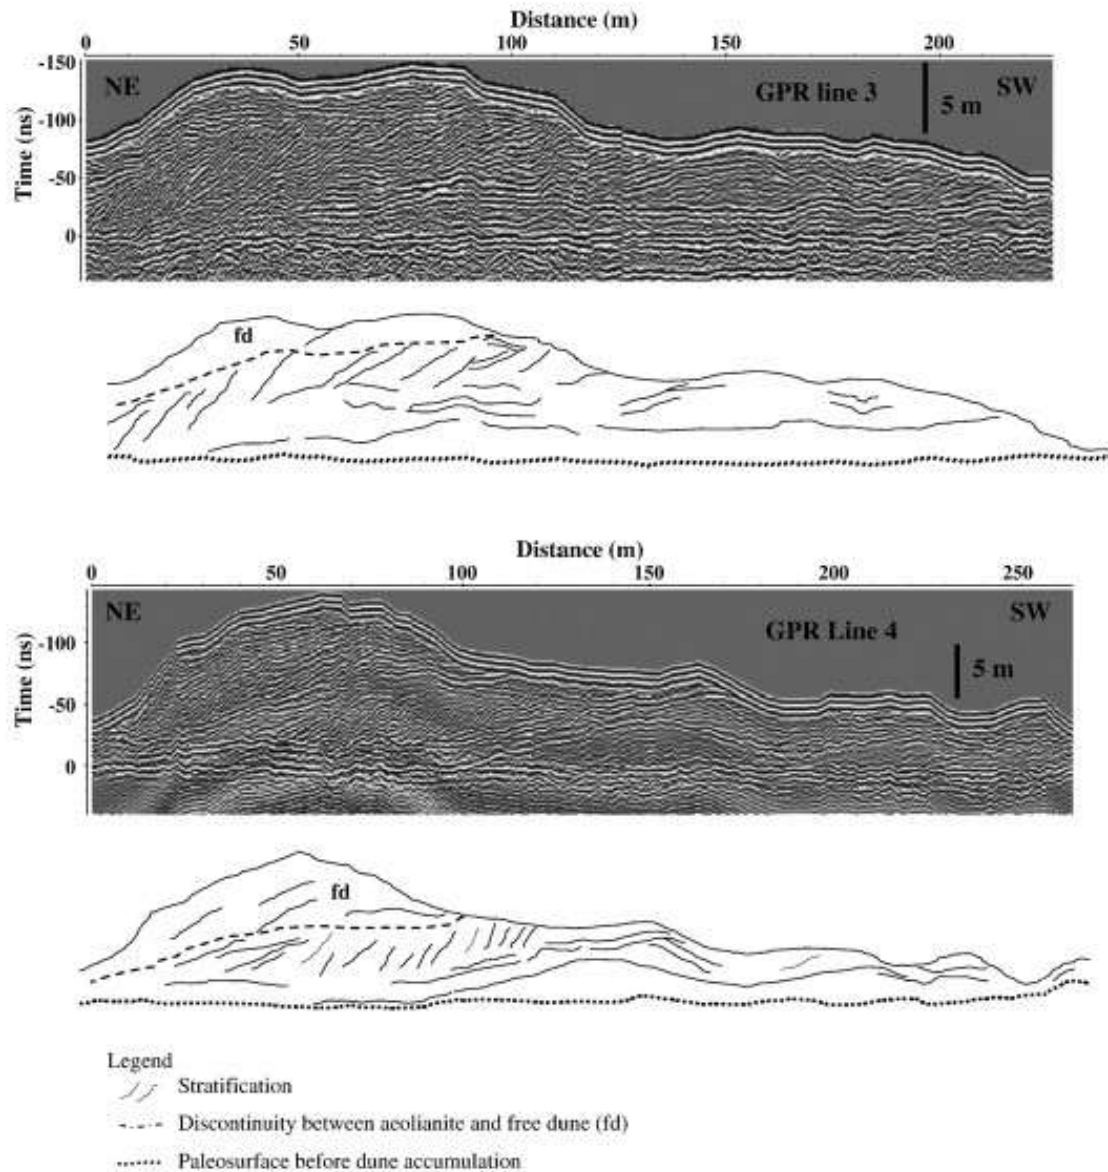 Distance (m)
0 50 100 150 200
-150
NE SW
GPR line 3
5 m
-100
Time (ns)
-50
0
fd
Distance (m)
0 50 100 150 200 250
NE SW
GPR Line 4
-100
5 m
Time (ns)
-50
0
fd
Legend
Stratification
Discontinuity between aeolianite and free dune (fd)
Paleosurface before dune accumulation